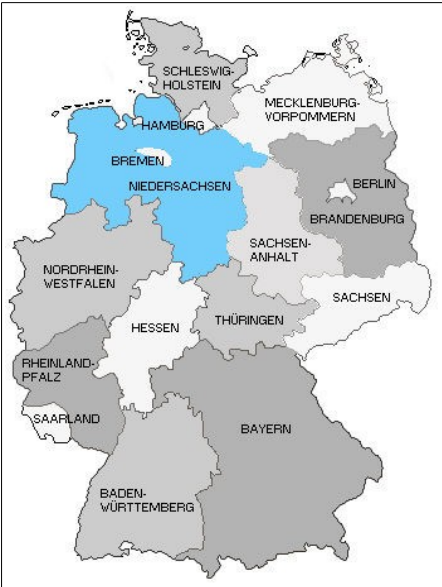 SCHLESWIG-
HOLSTEIN
MECKLENBURG-
VORPOMMERN
HAMBURG
BREMEN
NIEDERSACHSEN
BERLIN
BRANDENBURG
SACHSEN-
ANHALT
NORDRHEIN-
WESTFALEN
SACHSEN
HESSEN
THÜRINGEN
RHEINLAND-
PFALZ
SAARLAND
BAYERN
BADEN-
WÜRTTEMBERG